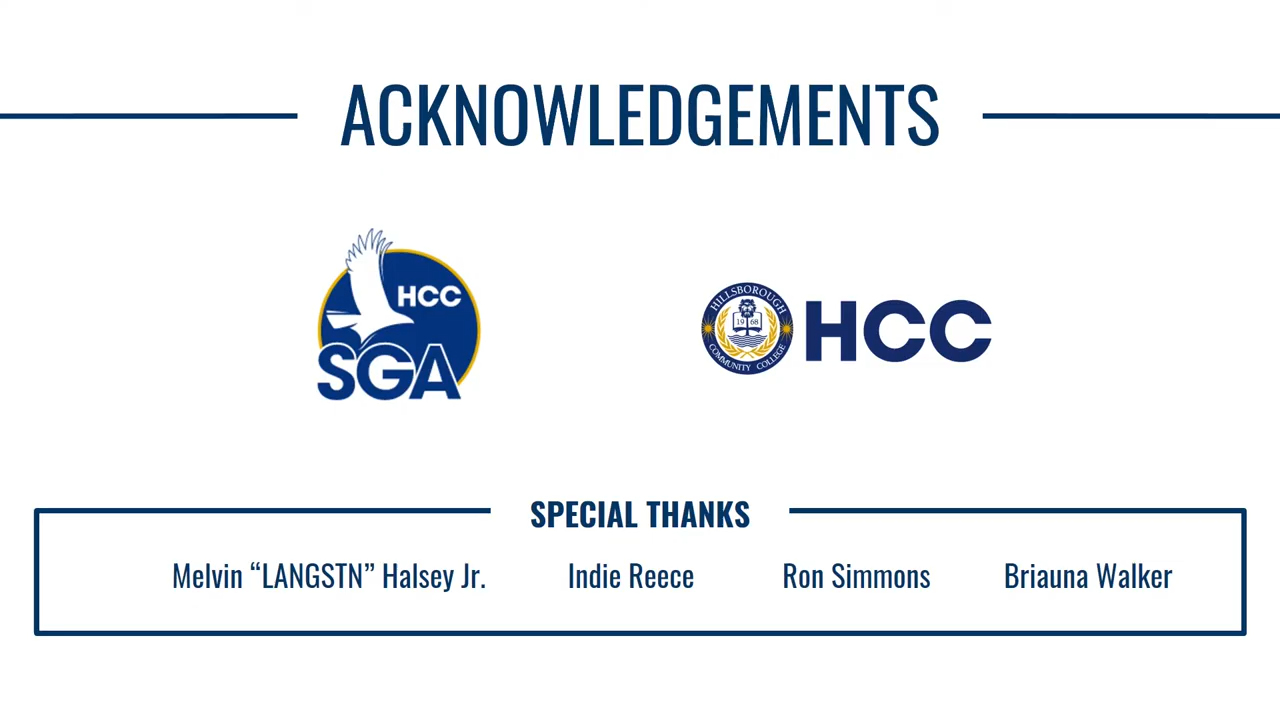 ACKNOWLEDGEMENTS
HCC
SGA
HILLSBOROUGH
19 68
COMMUNITY COLLEGE
HCC
SPECIAL THANKS
Melvin “LANGSTN” Halsey Jr. Indie Reece Ron Simmons Briauna Walker